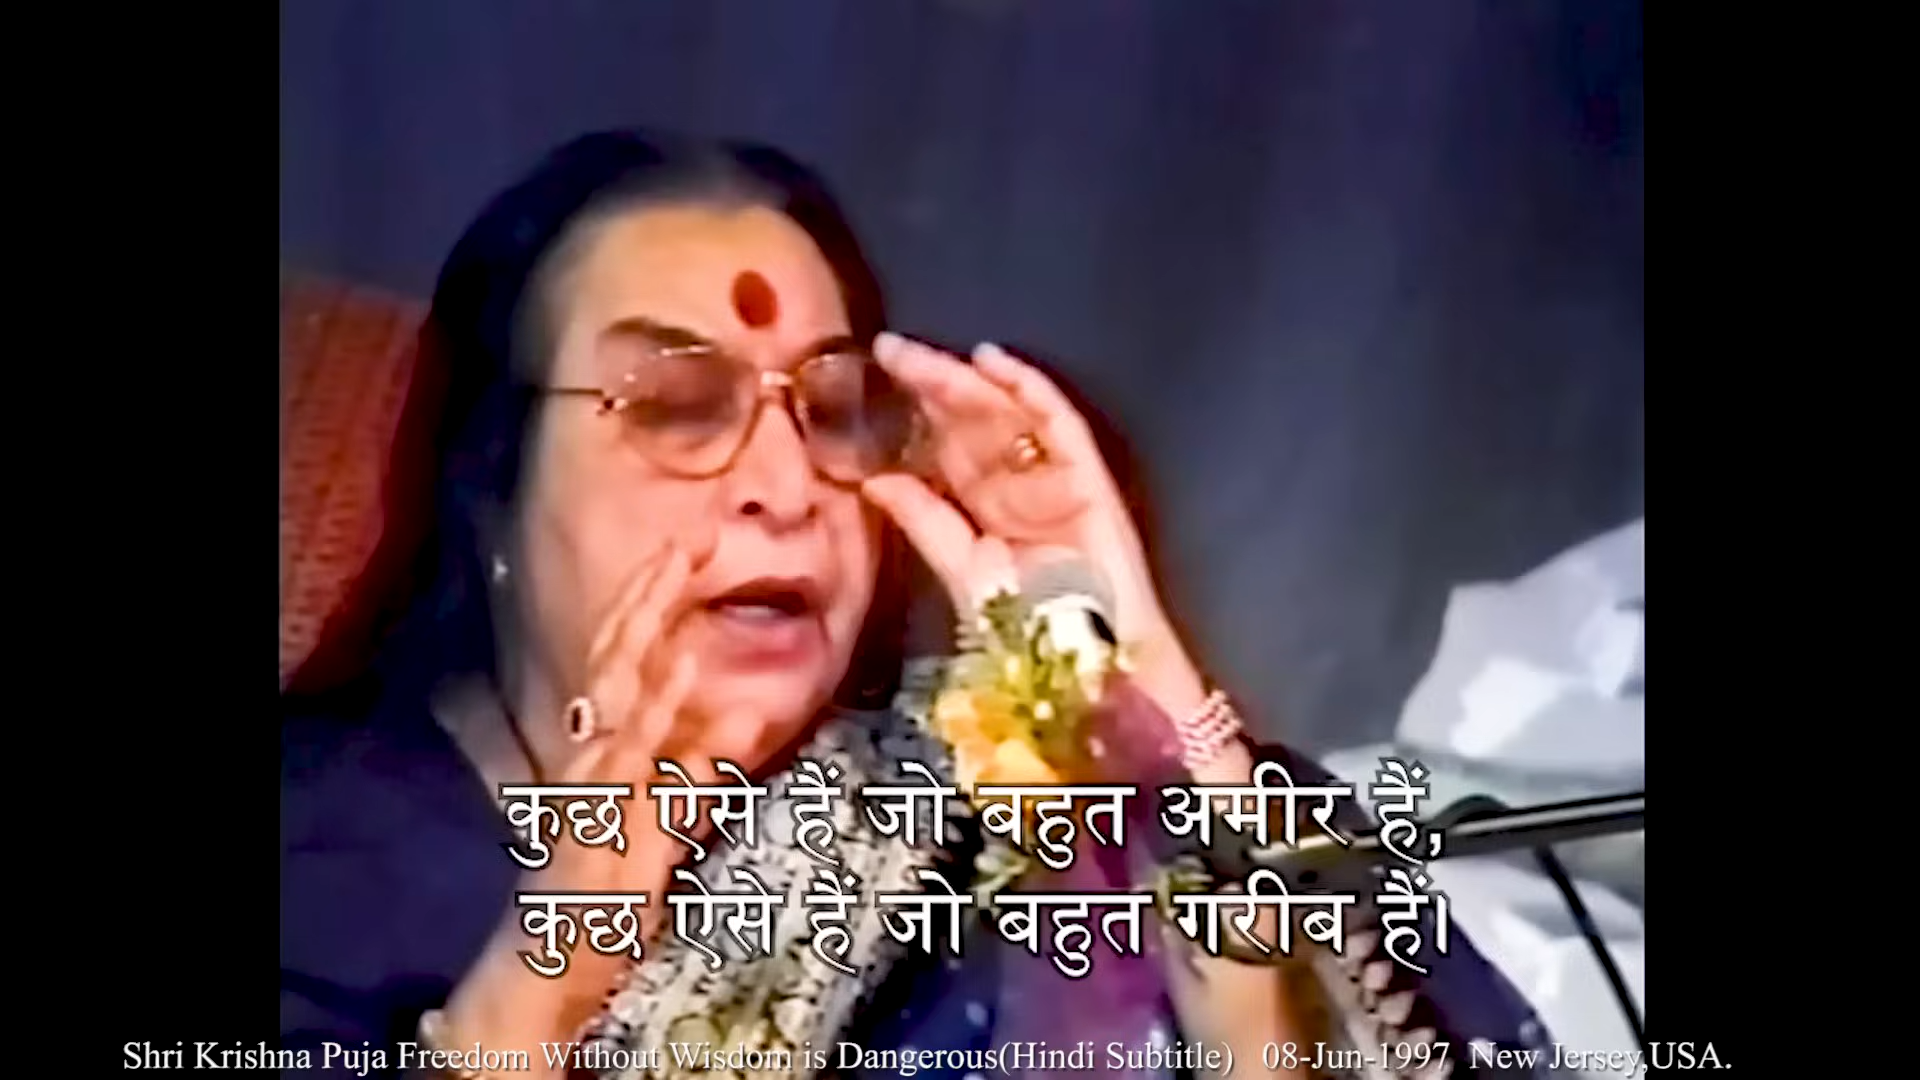 कुछ ऐसे हैं जो बहुत अमीर हैं,
कुछ ऐसे हैं जो बहुत गरीब हैं।
Shri Krishna Puja Freedom Without Wisdom is Dangerous(Hindi Subtitle) 08-Jun-1997 New Jersey,USA.